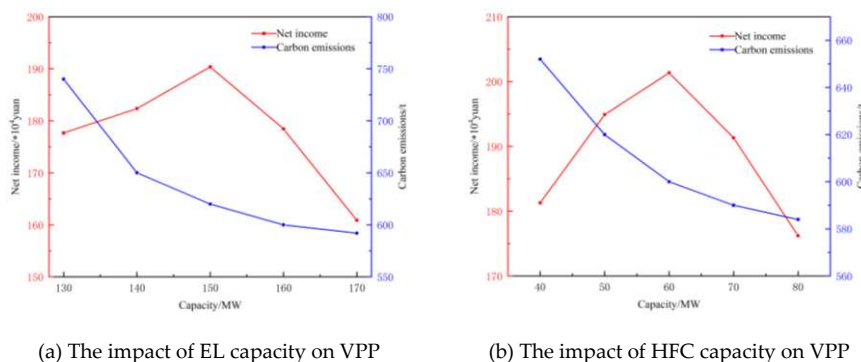 200
190
180
170
160
150
Net income/*10⁴yuan
800
750
700
650
600
550
Carbon emissions/t
Net income
Carbon emissions
130 140 150 160 170
Capacity/MW
210
200
190
180
170
Net income/*10⁴yuan
660
640
620
600
580
560
Carbon emissions/t
Net income
Carbon emissions
40 50 60 70 80
Capacity/MW
(a) The impact of EL capacity on VPP (b) The impact of HFC capacity on VPP